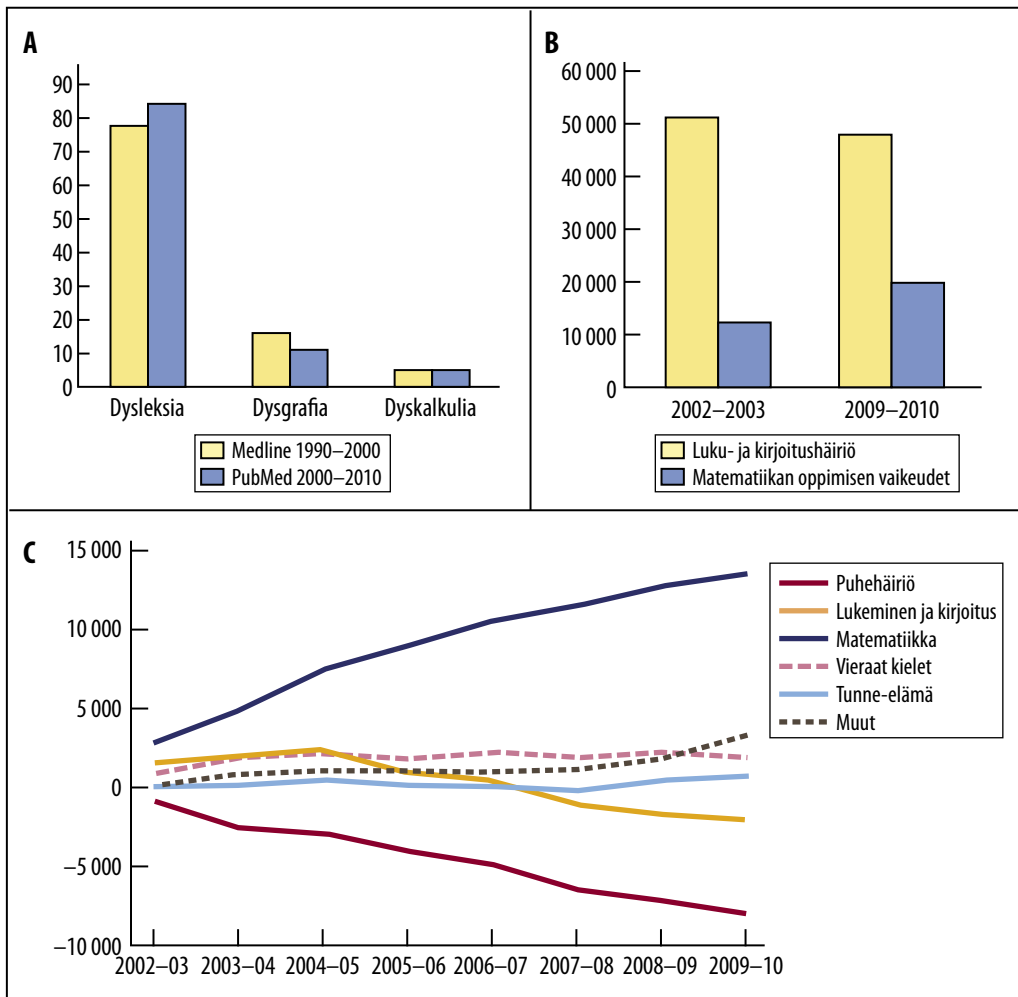 A
90
80
70
60
50
40
30
20
10
0
Dysleksia Dysgrafia Dyskalkulia
Medline 1990–2000
PubMed 2000–2010
B
60 000
50 000
40 000
30 000
20 000
10 000
0
2002–2003 2009–2010
Luku- ja kirjoitushäiriö
Matematiikan oppimisen vaikeudet
C
15 000
10 000
5 000
0
–5 000
–10 000
2002–03 2003–04 2004–05 2005–06 2006–07 2007–08 2008–09 2009–10
Puhehäiriö
Lukeminen ja kirjoitus
Matematiikka
Vieraat kielet
Tunne-elämä
Muut